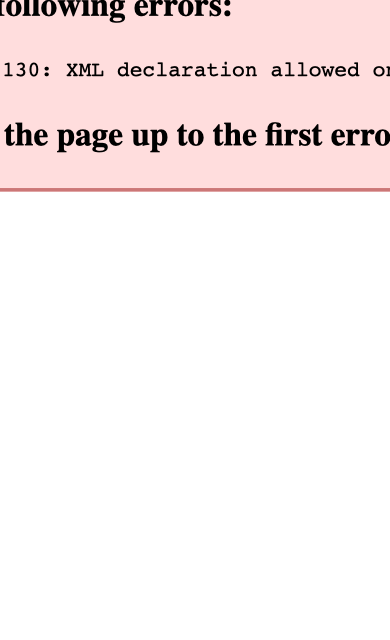 following errors:
130: XML declaration allowed on
the page up to the first erro